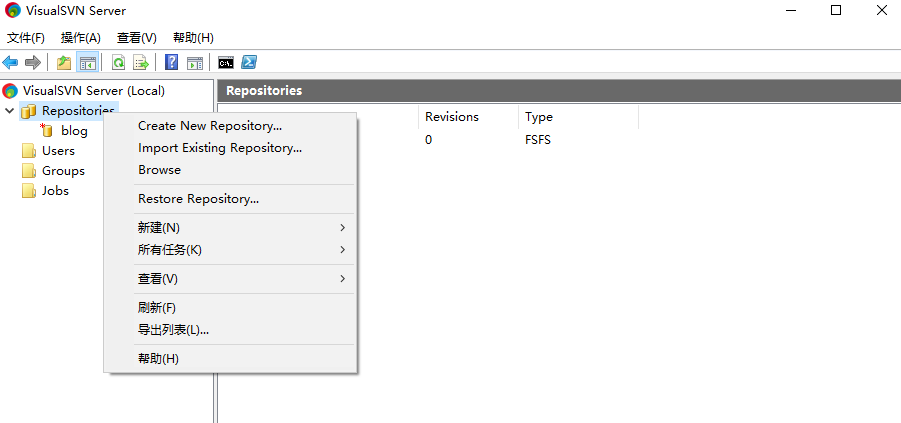 VisualSVN Server
文件(F) 操作(A) 查看(V) 帮助(H)
VisualSVN Server (Local)
Repositories
blog
Users
Groups
Jobs
Repositories
Revisions Type
0 FSFS
Create New Repository...
Import Existing Repository...
Browse
Restore Repository...
新建(N)
所有任务(K)
查看(V)
刷新(F)
导出列表(L)...
帮助(H)